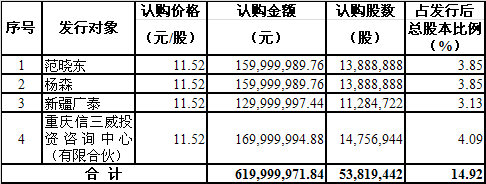 序号 发行对象 认购价格（元/股） 认购金额（元） 认购股数（股） 占发行后总股本比例（%）
1 范晓东 11.52 159,999,989.76 13,888,888 3.85
2 杨森 11.52 159,999,989.76 13,888,888 3.85
3 新疆广泰 11.52 129,999,997.44 11,284,722 3.13
4 重庆信三威投资咨询中心（有限合伙） 11.52 169,999,994.88 14,756,944 4.09
合 计 619,999,971.84 53,819,442 14.92